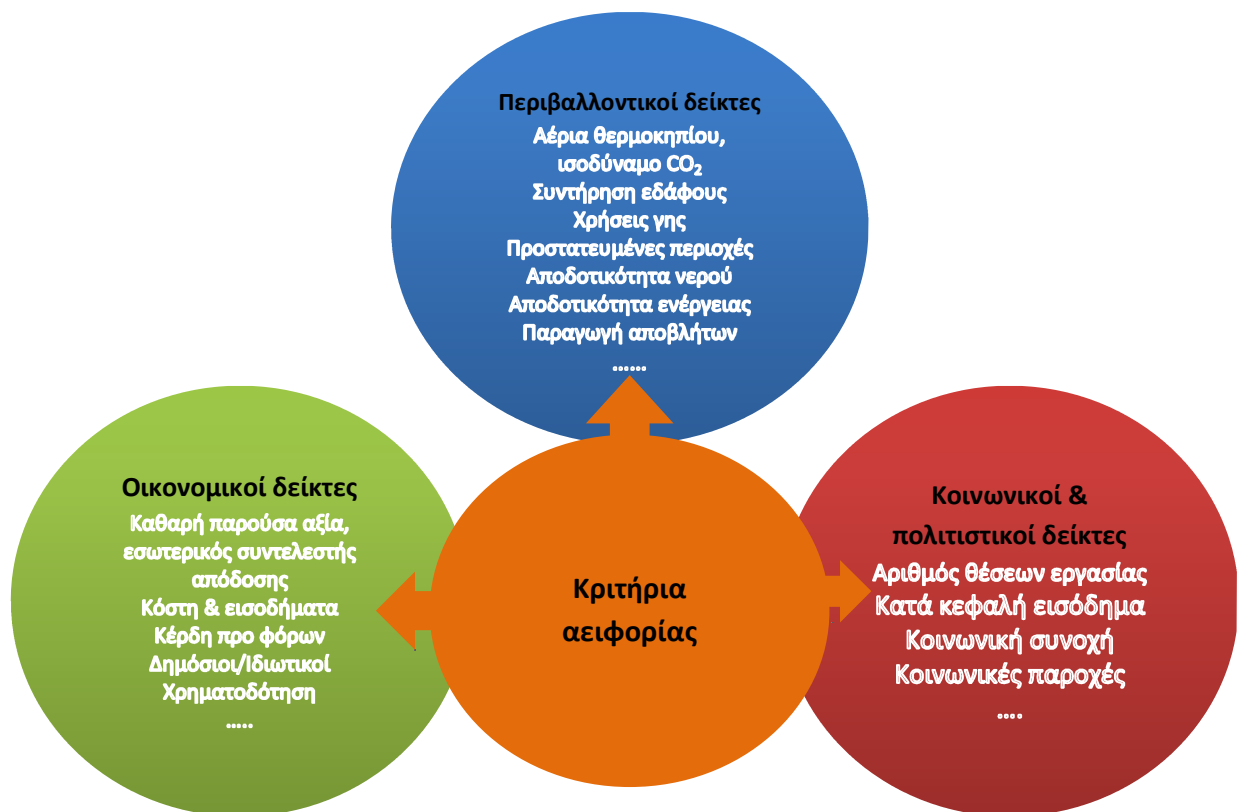 Περιβαλλοντικοί δείκτες
Αέρια θερμοκηπίου,
ισοδύναμο CO₂
Συντήρηση εδάφους
Χρήσεις γης
Προστατευμένες περιοχές
Αποδοτικότητα νερού
Αποδοτικότητα ενέργειας
Παραγωγή αποβλήτων
......
Οικονομικοί δείκτες
Καθαρή παρούσα αξία,
εσωτερικός συντελεστής
απόδοσης
Κόστη & εισοδήματα
Κέρδη προ φόρων
Δημόσιοι/Ιδιωτικοί
Χρηματοδότηση
.....
Κριτήρια
αειφορίας
Κοινωνικοί &
πολιτιστικοί δείκτες
Αριθμός θέσεων εργασίας
Κατά κεφαλή εισόδημα
Κοινωνική συνοχή
Κοινωνικές παροχές
....